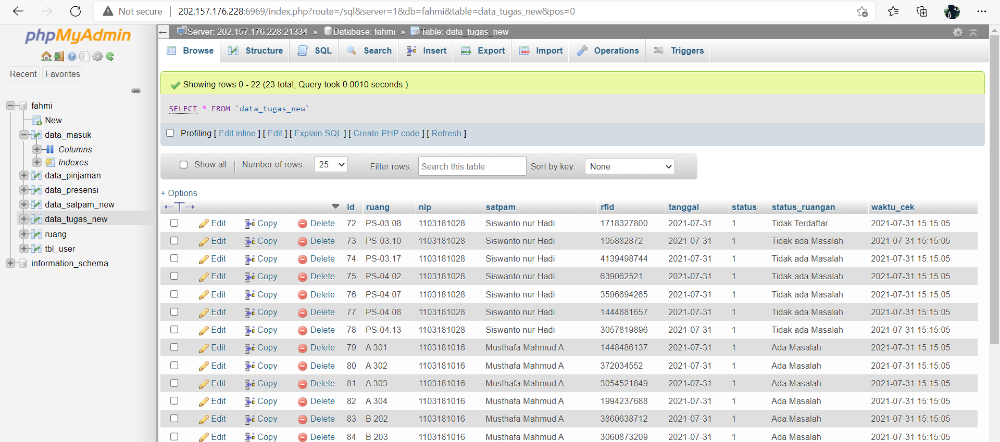 Not secure | 202.157.176.228:6969/index.php?route=/sql&server=1&db=fahmi&table=data_tugas_new&pos=0
phpMyAdmin
Recent Favorites
fahmi
New
data_masuk
Columns
Indexes
data_pinjaman
data_presensi
data_satpam_new
data_tugas_new
ruang
tbl_user
information_schema
Server: 202.157.176.228:21334 » Database: fahmi » Table: data_tugas_new
Browse Structure SQL Search Insert Export Import Operations Triggers
Showing rows 0 - 22 (23 total, Query took 0.0010 seconds.)
SELECT * FROM `data_tugas_new`
Profiling [ Edit inline ] [ Edit ] [ Explain SQL ] [ Create PHP code ] [ Refresh ]
Show all | Number of rows: 25 Filter rows: Search this table Sort by key: None
+ Options
←T→ id ruang nip satpam rfid tanggal status status_ruangan waktu_cek
Edit Copy Delete 72 PS-03.08 1103181028 Siswanto nur Hadi 1718327800 2021-07-31 1 Tidak Terdaftar 2021-07-31 15:15:05
Edit Copy Delete 73 PS-03.10 1103181028 Siswanto nur Hadi 105882872 2021-07-31 1 Tidak ada Masalah 2021-07-31 15:15:05
Edit Copy Delete 74 PS-03.17 1103181028 Siswanto nur Hadi 4139498744 2021-07-31 1 Tidak ada Masalah 2021-07-31 15:15:05
Edit Copy Delete 75 PS-04.02 1103181028 Siswanto nur Hadi 639062521 2021-07-31 1 Tidak ada Masalah 2021-07-31 15:15:05
Edit Copy Delete 76 PS-04.07 1103181028 Siswanto nur Hadi 3596694265 2021-07-31 1 Tidak ada Masalah 2021-07-31 15:15:05
Edit Copy Delete 77 PS-04.08 1103181028 Siswanto nur Hadi 1444881657 2021-07-31 1 Tidak ada Masalah 2021-07-31 15:15:05
Edit Copy Delete 78 PS-04.13 1103181028 Siswanto nur Hadi 3057819896 2021-07-31 1 Tidak ada Masalah 2021-07-31 15:15:05
Edit Copy Delete 79 A 301 1103181016 Musthafa Mahmud A 1448486137 2021-07-31 1 Ada Masalah 2021-07-31 15:15:05
Edit Copy Delete 80 A 302 1103181016 Musthafa Mahmud A 372034552 2021-07-31 1 Ada Masalah 2021-07-31 15:15:05
Edit Copy Delete 81 A 303 1103181016 Musthafa Mahmud A 3054521849 2021-07-31 1 Ada Masalah 2021-07-31 15:15:05
Edit Copy Delete 82 A 304 1103181016 Musthafa Mahmud A 1994237688 2021-07-31 1 Ada Masalah 2021-07-31 15:15:05
Edit Copy Delete 83 B 202 1103181016 Musthafa Mahmud A 3860638712 2021-07-31 1 Ada Masalah 2021-07-31 15:15:05
Edit Copy Delete 84 B 203 1103181016 Musthafa Mahmud A 3060873209 2021-07-31 1 Ada Masalah 2021-07-31 15:15:05